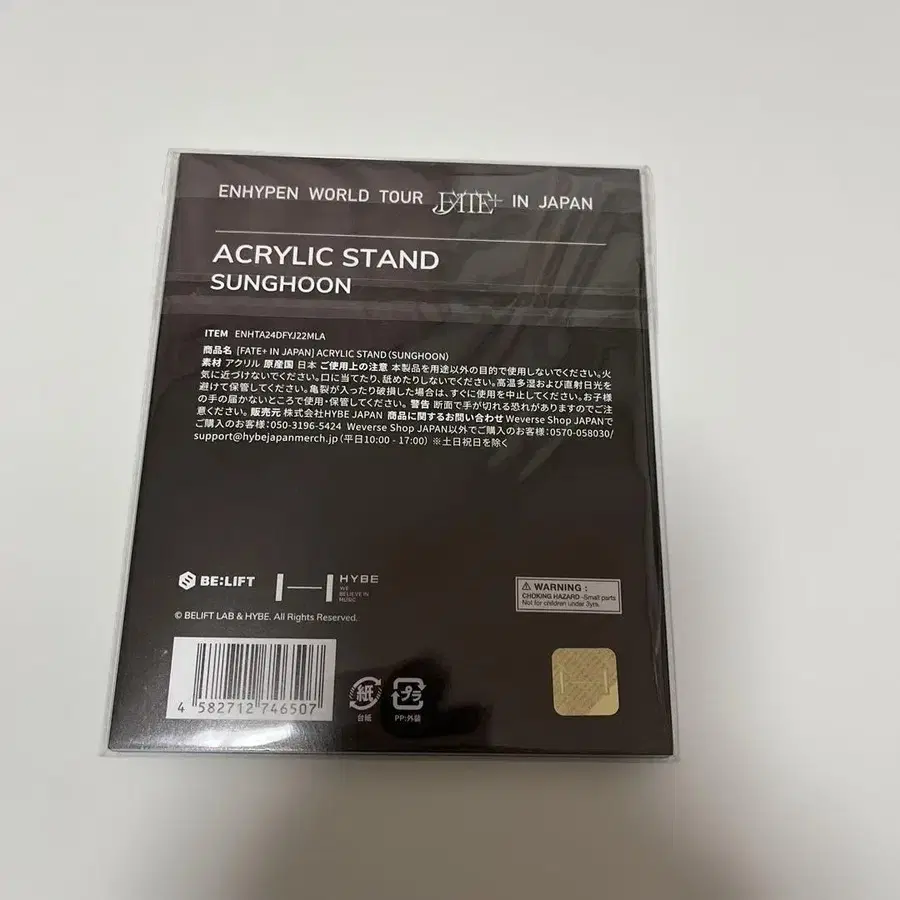 ENHYPEN WORLD TOUR FATE+ IN JAPAN
ACRYLIC STAND
SUNGHOON
ITEM ENHTA24DFYJ22MLA
商品名 [FATE+ IN JAPAN] ACRYLIC STAND (SUNGHOON)
素材 アクリル 原産国 日本 ご使用上の注意 本製品を用途以外の目的で使用しないでください。火
気に近づけないでください。口に当てたり、舐めたりしないでください。高温多湿および直射日光を
避けて保管してください。亀裂が入ったり破損した場合は、すぐに使用を中止してください。お子様
の手の届かないところで使用・保管してください。警告 断面で手が切れる恐れがありますのでご注
意ください。販売元 株式会社HYBE JAPAN 商品に関するお問い合わせ Weverse Shop JAPANで
ご購入のお客様:050-3196-5424 Weverse Shop JAPAN以外でご購入のお客様:0570-058030/
support@hybejapanmerch.jp (平日10:00 - 17:00) ※土日祝日を除く
BE:LIFT
HYBE
WE
BELIEVE IN
MUSIC
© BELIFT LAB & HYBE. All Rights Reserved.
⚠ WARNING :
CHOKING HAZARD -Small parts
Not for children under 3yrs.
4 582712 746507
紙
台紙
プラ
PP:外装